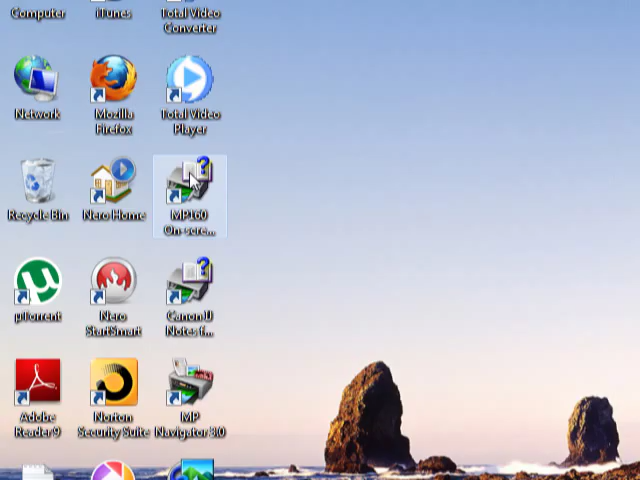 Computer
iTunes
Total Video
Converter
Network
Mozilla
Firefox
Total Video
Player
Recycle Bin
Nero Home
MP160
On-scre...
µTorrent
Nero
StartSmart
Canon IJ
Notes f...
Adobe
Reader 9
Norton
Security Suite
MP
Navigator 3.0